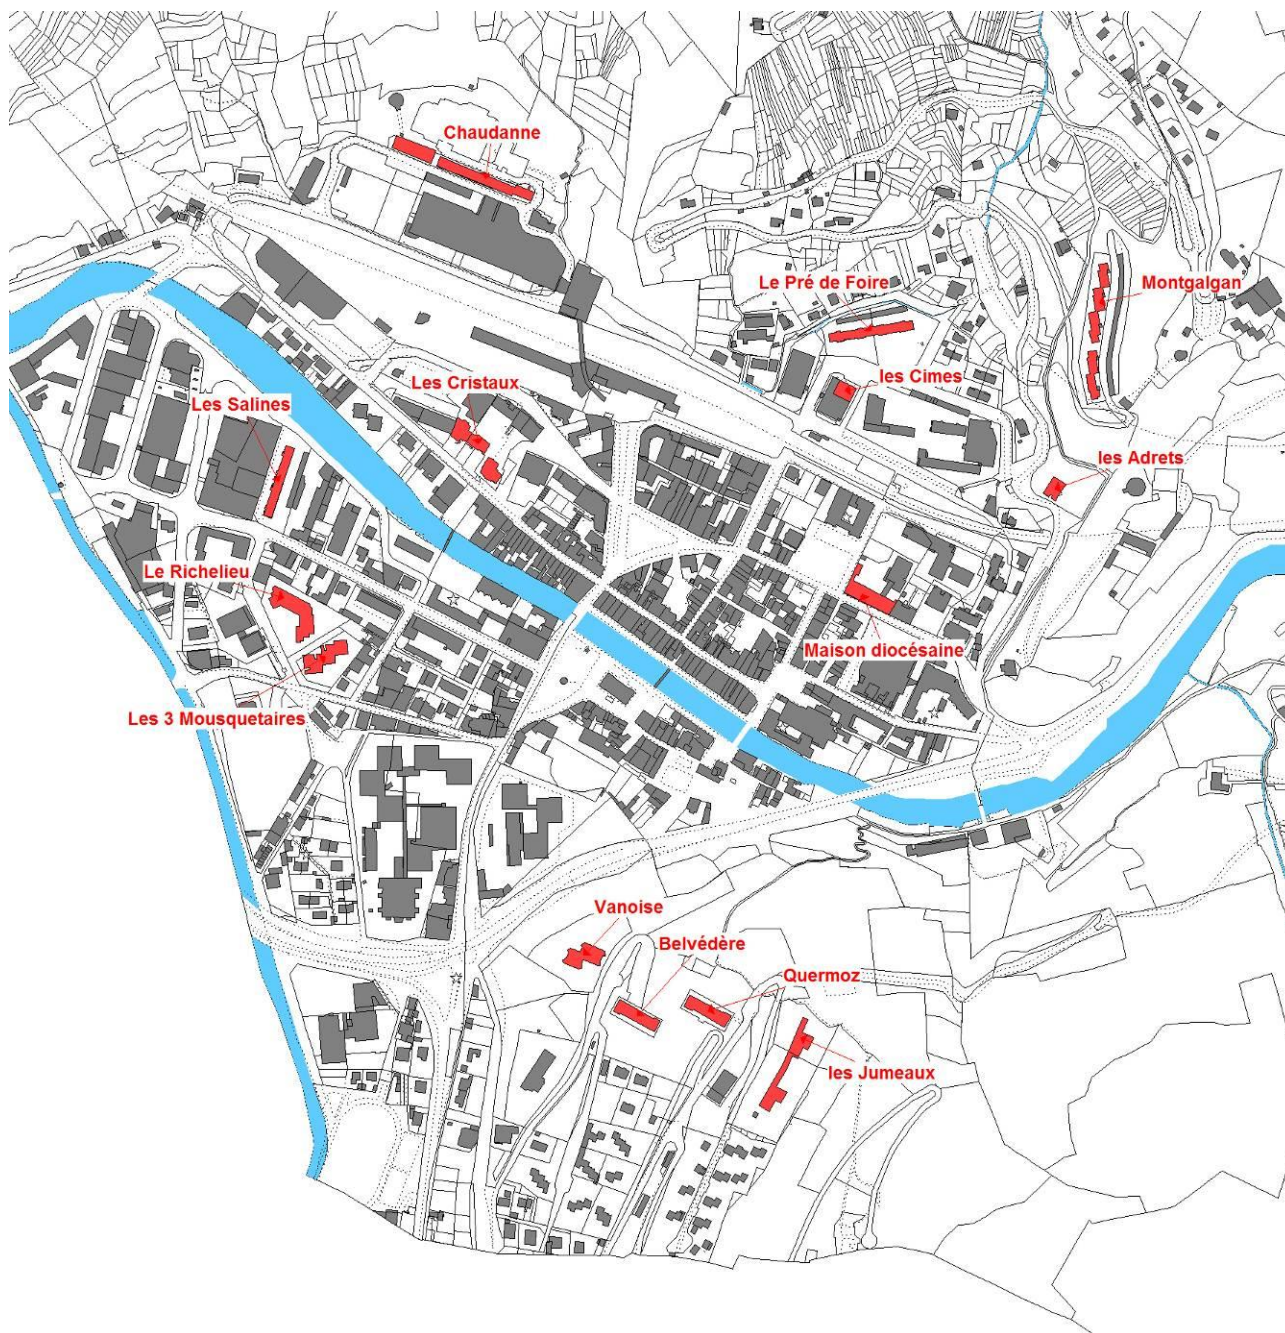 Chaudanne
Le Pré de Foire
Montgalgan
les Cimes
Les Cristaux
Les Salines
les Adrets
Le Richelieu
Maison diocésaine
Les 3 Mousquetaires
Vanoise
Belvédère
Quermoz
les Jumeaux